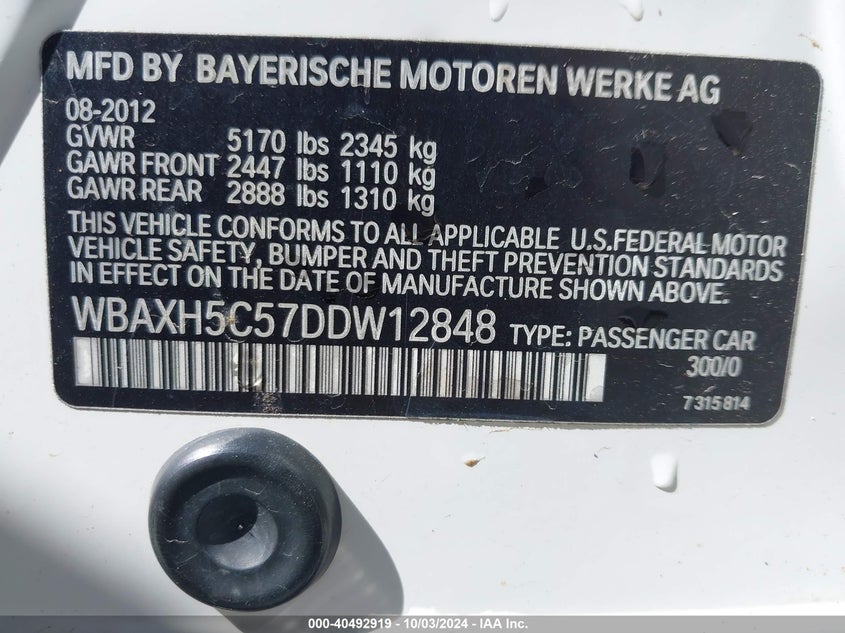 MFD BY BAYERISCHE MOTOREN WERKE AG
08-2012
GVWR 5170 lbs 2345 kg
GAWR FRONT 2447 lbs 1110 kg
GAWR REAR 2888 lbs 1310 kg
THIS VEHICLE CONFORMS TO ALL APPLICABLE U.S.FEDERAL MOTOR
VEHICLE SAFETY, BUMPER AND THEFT PREVENTION STANDARDS
IN EFFECT ON THE DATE OF MANUFACTURE SHOWN ABOVE.
WBAXH5C57DDW12848 TYPE: PASSENGER CAR
300/0
7 315 814
000-40492919 - 10/03/2024 - IAA Inc.